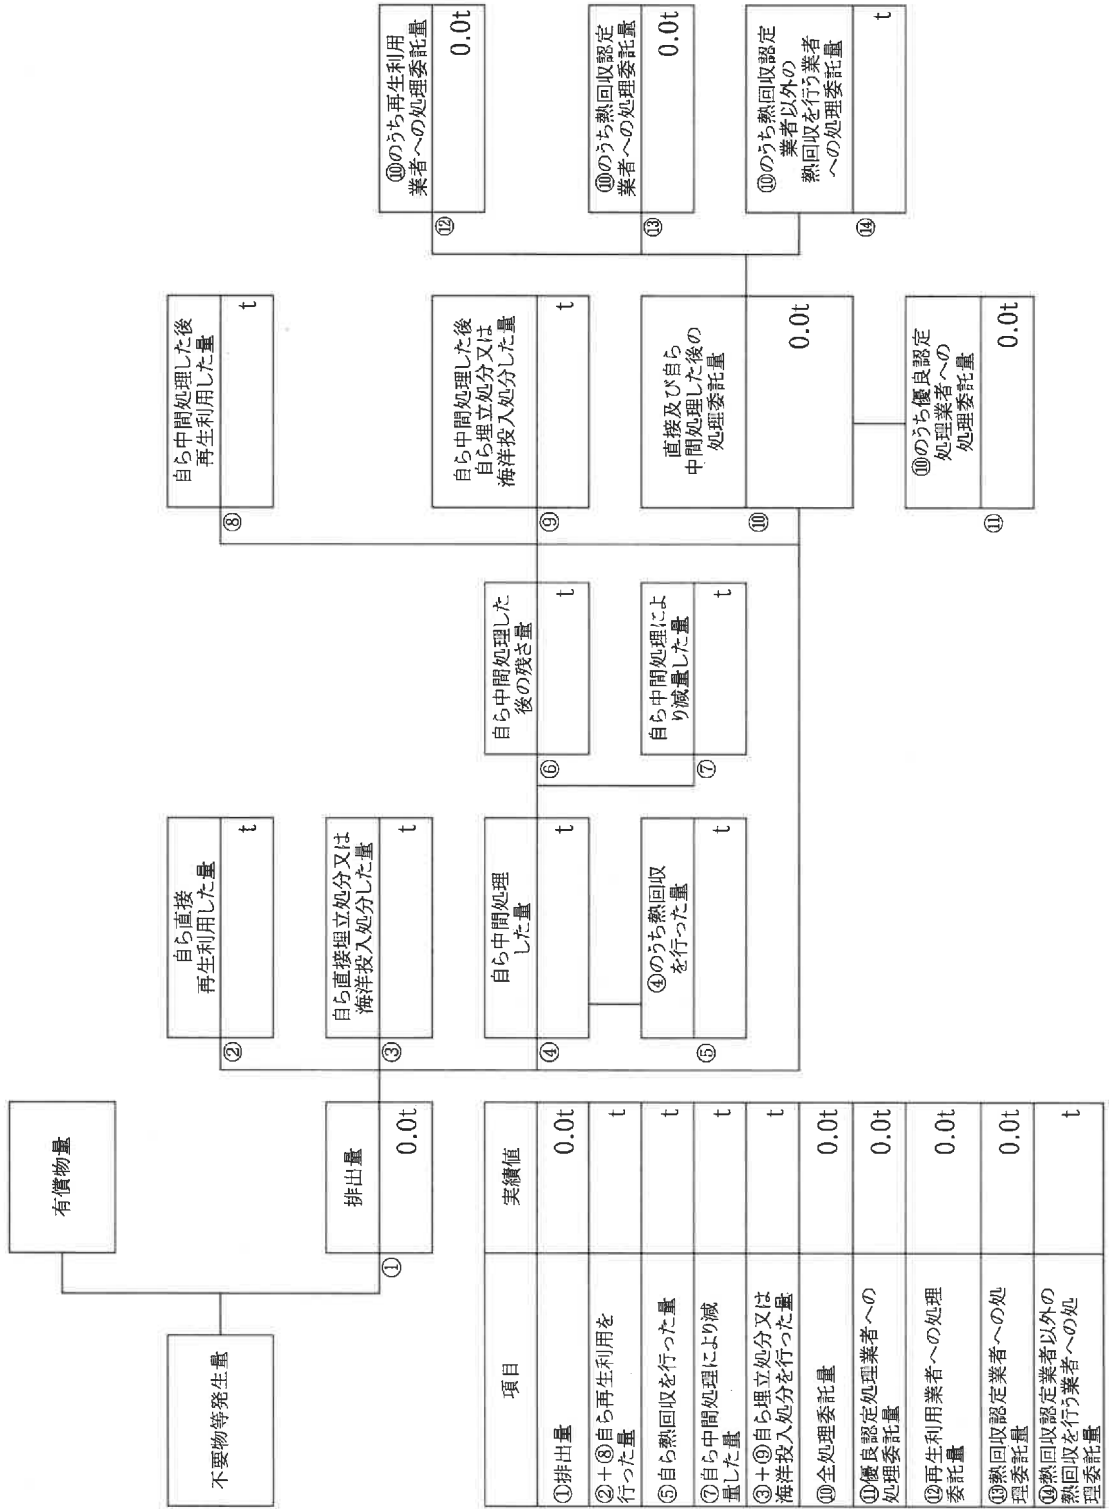 不要物等発生量
有償物量
①
排出量
0.0t
②
自ら直接
再生利用した量
t
③
自ら直接埋立処分又は
海洋投入処分した量
t
④
自ら中間処理
した量
t
⑤
④のうち熱回収
を行った量
t
⑥
自ら中間処理した
後の残さ量
t
⑦
自ら中間処理によ
り減量した量
t
⑧
自ら中間処理した後
再生利用した量
t
⑨
自ら中間処理した後
自ら埋立処分又は
海洋投入処分した量
t
⑩
直接及び自ら
中間処理した後の
処理委託量
0.0t
⑪
⑩のうち優良認定
処理業者への
処理委託量
0.0t
⑫
⑩のうち再生利用
業者への処理委託量
0.0t
⑬
⑩のうち熱回収認定
業者への処理委託量
0.0t
⑭
⑩のうち熱回収認定
業者以外の
熱回収を行う業者
への処理委託量
t
項目 実績値
①排出量 0.0t
②+⑧自ら再生利用を
行った量 t
⑤自ら熱回収を行った量 t
⑦自ら中間処理により減
量した量 t
③+⑨自ら埋立処分又は
海洋投入処分を行った量 t
⑩全処理委託量 0.0t
⑪優良認定処理業者への
処理委託量 0.0t
⑫再生利用業者への処理
委託量 0.0t
⑬熱回収認定業者への処
理委託量 0.0t
⑭熱回収認定業者以外の
熱回収を行う業者への処
理委託量 t